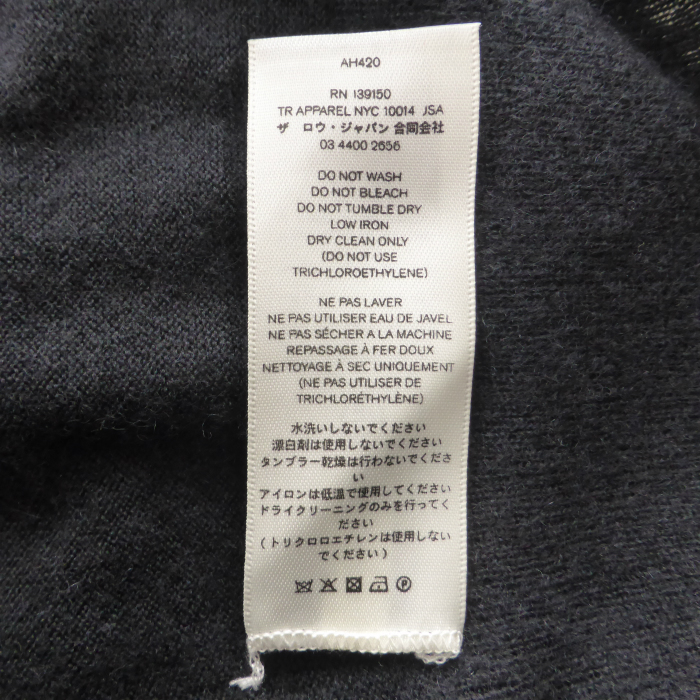 AH420
RN 139150
TR APPAREL NYC 10014 USA
ザ ロウ・ジャパン 合同会社
03 4400 2656
DO NOT WASH
DO NOT BLEACH
DO NOT TUMBLE DRY
LOW IRON
DRY CLEAN ONLY
(DO NOT USE
TRICHLOROETHYLENE)
NE PAS LAVER
NE PAS UTILISER EAU DE JAVEL
NE PAS SÉCHER A LA MACHINE
REPASSAGE À FER DOUX
NETTOYAGE À SEC UNIQUEMENT
(NE PAS UTILISER DE
TRICHLORÉTHYLÈNE)
水洗いしないでください
漂白剤は使用しないでください
タンブラー乾燥は行わないでくださ
い
アイロンは低温で使用してください
ドライクリーニングのみを行ってく
ださい
(トリクロロエチレンは使用しない
でください)
P